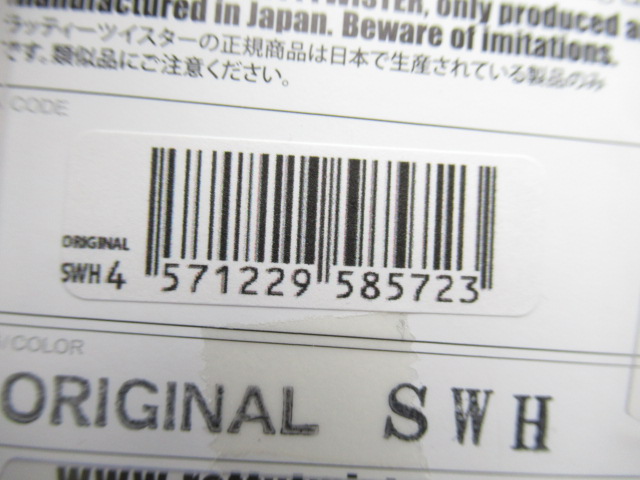 manufactured in Japan. Beware of imitations.
ラッティーツイスターの正規商品は日本で生産されている製品のみ
です。類似品にご注意ください。
CODE
ORIGINAL
SWH 4 571229 585723
/COLOR
ORIGINAL SWH